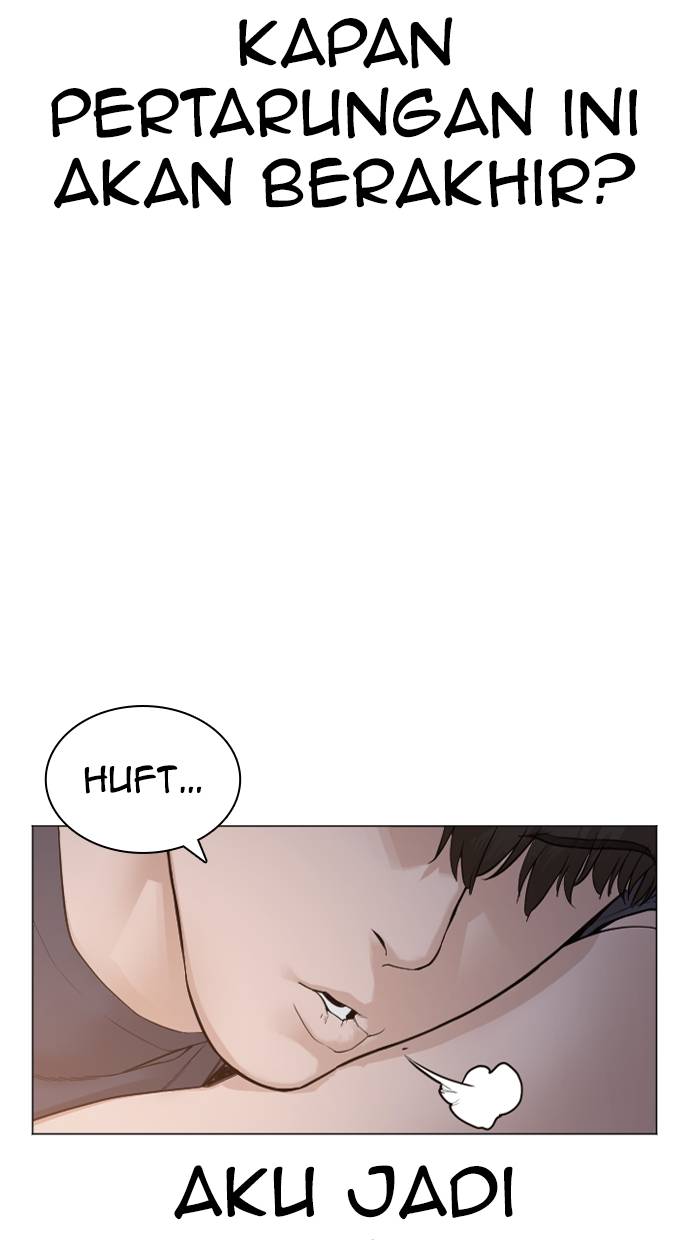 KAPAN
PERTARUNGAN INI
AKAN BERAKHIR?
HUFT...
AKU JADI